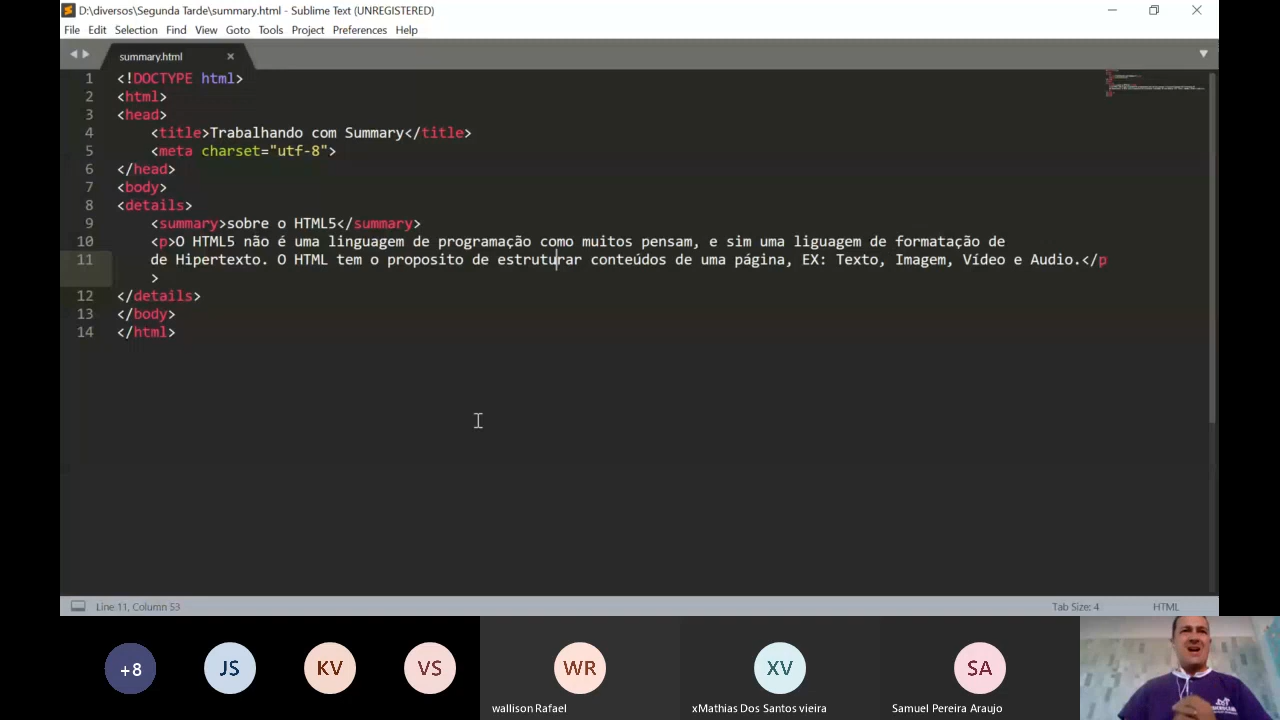 D:\diversos\Segunda Tarde\summary.html - Sublime Text (UNREGISTERED)
File Edit Selection Find View Goto Tools Project Preferences Help
summary.html
1 <!DOCTYPE html>
2 <html>
3 <head>
4 <title>Trabalhando com Summary</title>
5 <meta charset="utf-8">
6 </head>
7 <body>
8 <details>
9 <summary>sobre o HTML5</summary>
10 <p>O HTML5 não é uma linguagem de programação como muitos pensam, e sim uma liguagem de formatação de
11 de Hipertexto. O HTML tem o proposito de estruturar conteúdos de uma página, EX: Texto, Imagem, Vídeo e Audio.</p
>
12 </details>
13 </body>
14 </html>
Line 11, Column 53
Tab Size: 4
HTML
+8
JS
KV
VS
WR
XV
SA
wallison Rafael
xMathias Dos Santos vieira
Samuel Pereira Araujo